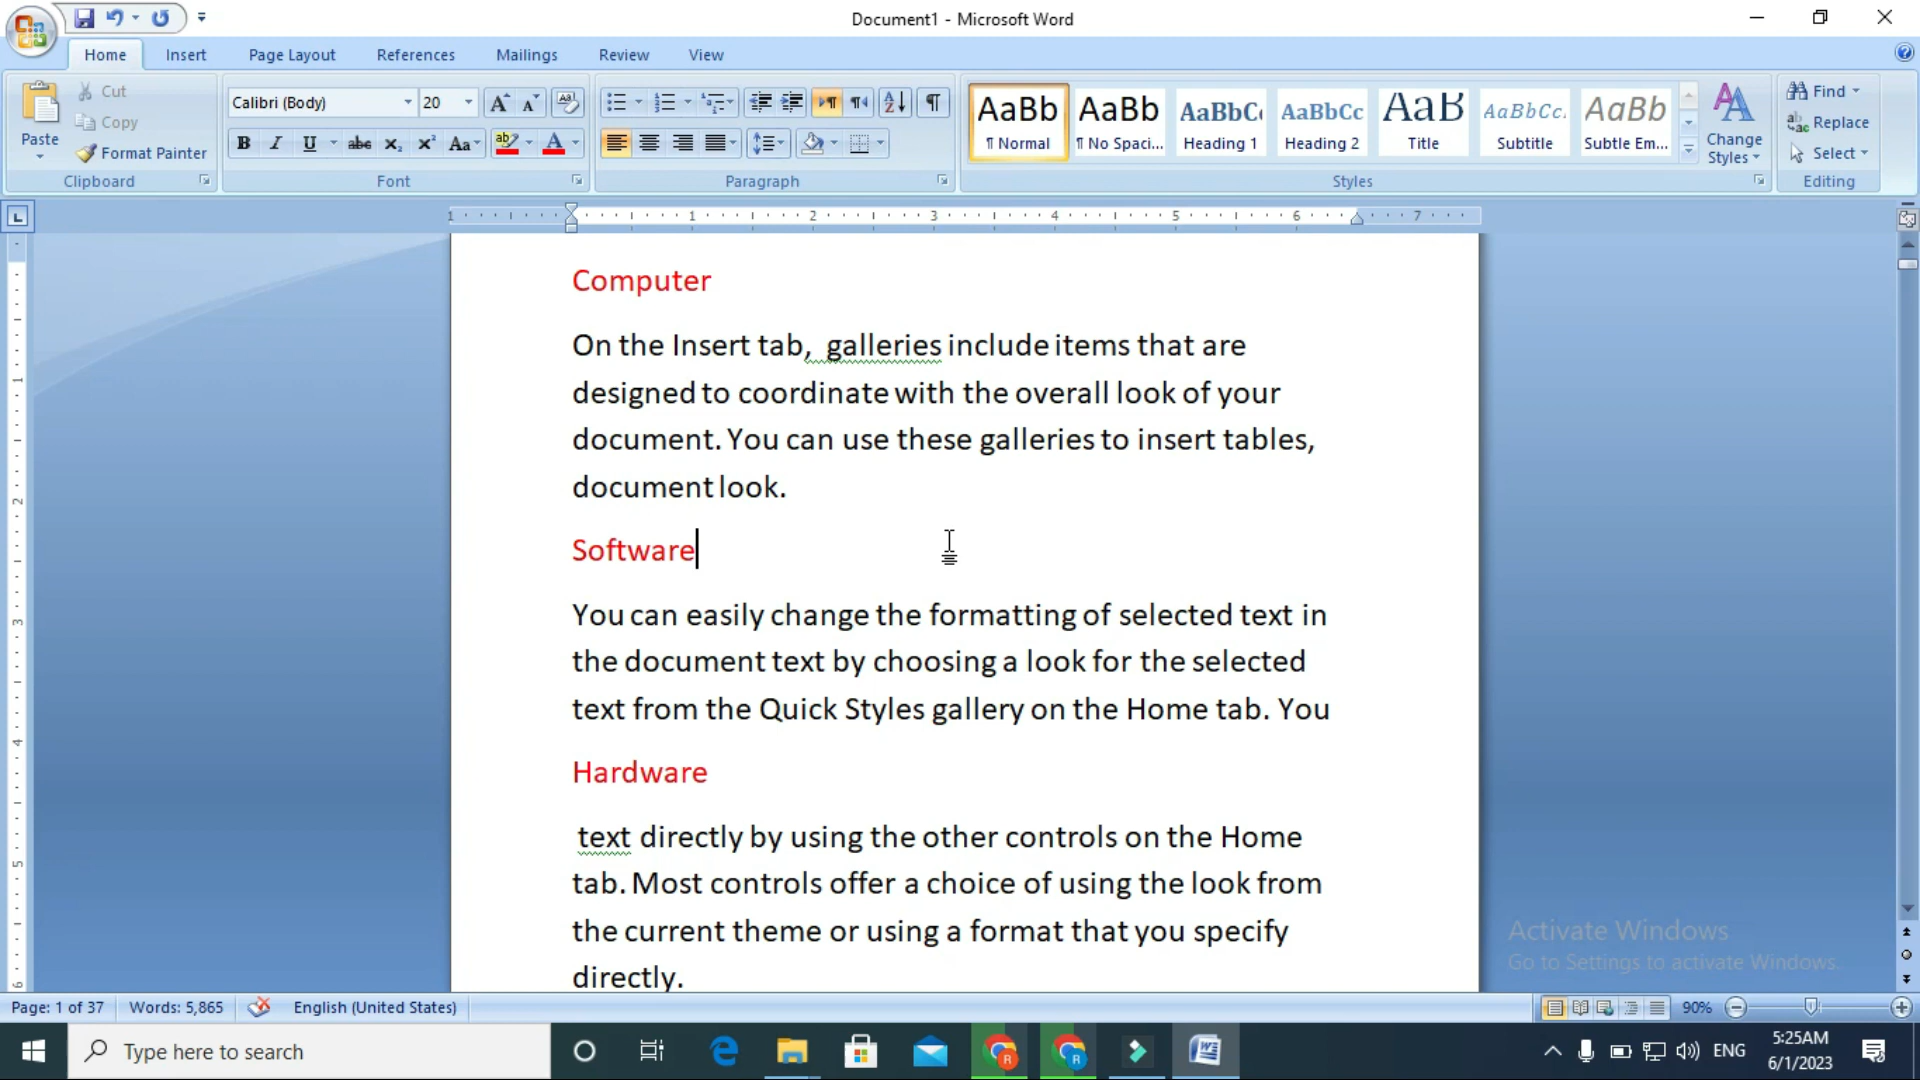 Document1 - Microsoft Word
Home Insert Page Layout References Mailings Review View
Paste
Cut
Copy
Format Painter
Clipboard
Calibri (Body) 20
Font
Paragraph
AaBb AaBb AaBbC AaBbCc AaB AaBbCc. AaBb
¶ Normal ¶ No Spaci... Heading 1 Heading 2 Title Subtitle Subtle Em...
Change
Styles
Styles
Find
Replace
Select
Editing
1 1 2 3 4 5 6 7
Computer
On the Insert tab,  galleries include items that are
designed to coordinate with the overall look of your
document. You can use these galleries to insert tables,
document look.
Software
You can easily change the formatting of selected text in
the document text by choosing a look for the selected
text from the Quick Styles gallery on the Home tab. You
Hardware
text directly by using the other controls on the Home
tab. Most controls offer a choice of using the look from
the current theme or using a format that you specify
directly.
Activate Windows
Go to Settings to activate Windows.
Page: 1 of 37 Words: 5,865 English (United States) 90%
Type here to search
ENG
5:25AM
6/1/2023